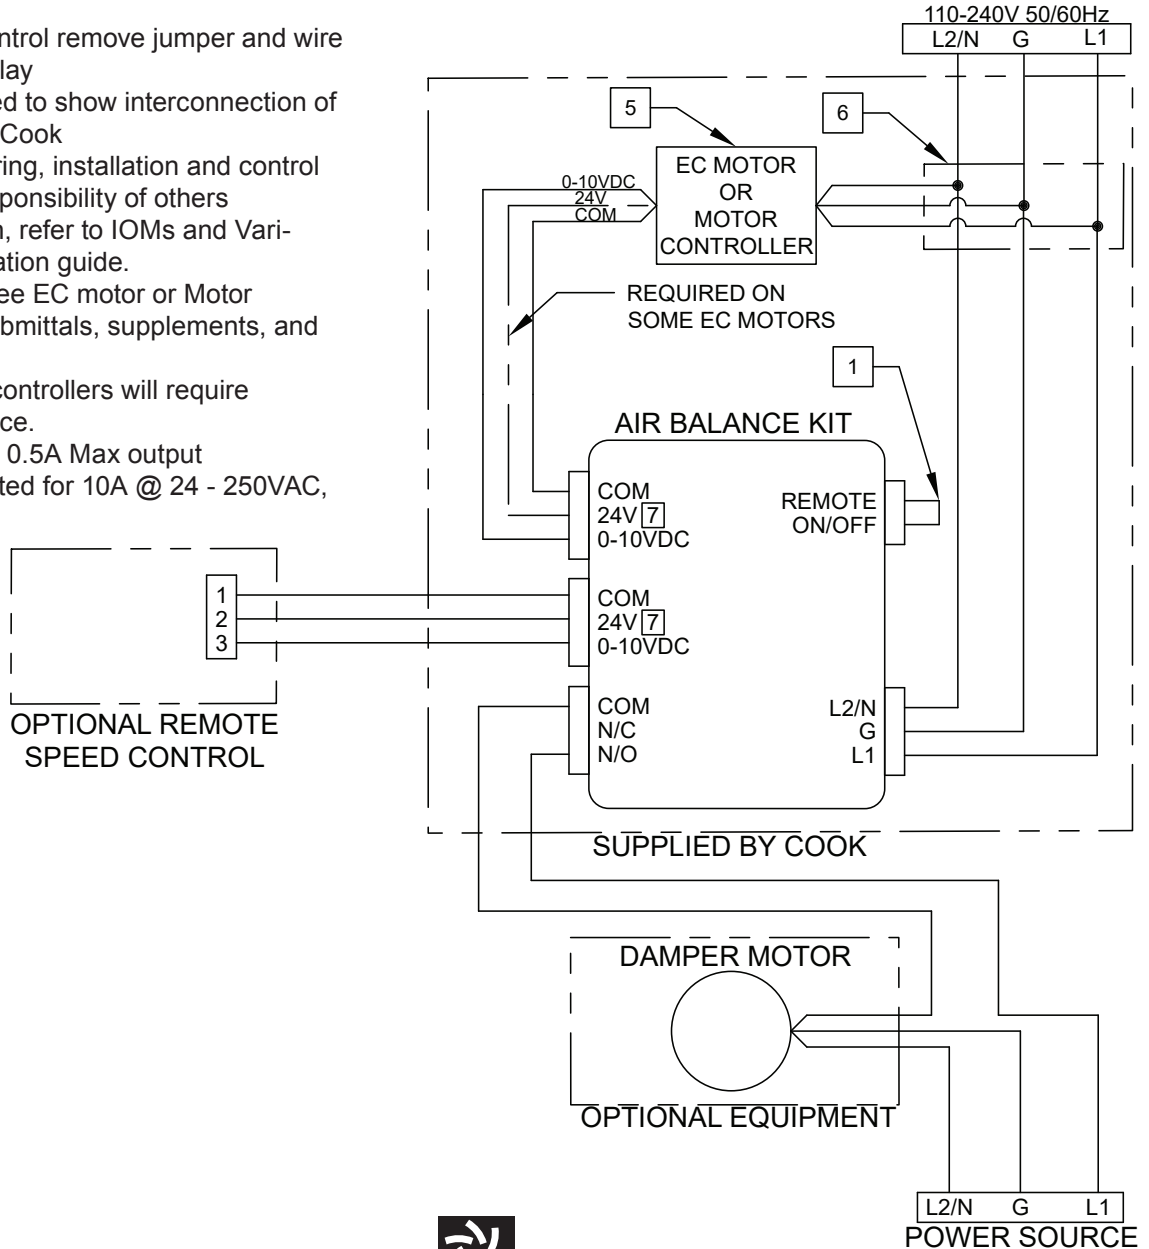 110-240V 50/60Hz
L2/N G L1
ntrol remove jumper and wire
lay
ed to show interconnection of
Cook
ring, installation and control
sponsibility of others
n, refer to IOMs and Vari-
ation guide.
ee EC motor or Motor
bmittals, supplements, and
controllers will require
ce.
0.5A Max output
ted for 10A @ 24 - 250VAC,
5
6
EC MOTOR
OR
MOTOR
CONTROLLER
0-10VDC
24V
COM
REQUIRED ON
SOME EC MOTORS
1
AIR BALANCE KIT
COM
24V 7
0-10VDC
REMOTE
ON/OFF
1
2
3
COM
24V 7
0-10VDC
OPTIONAL REMOTE
SPEED CONTROL
COM
N/C
N/O
L2/N
G
L1
SUPPLIED BY COOK
DAMPER MOTOR
OPTIONAL EQUIPMENT
L2/N G L1
POWER SOURCE